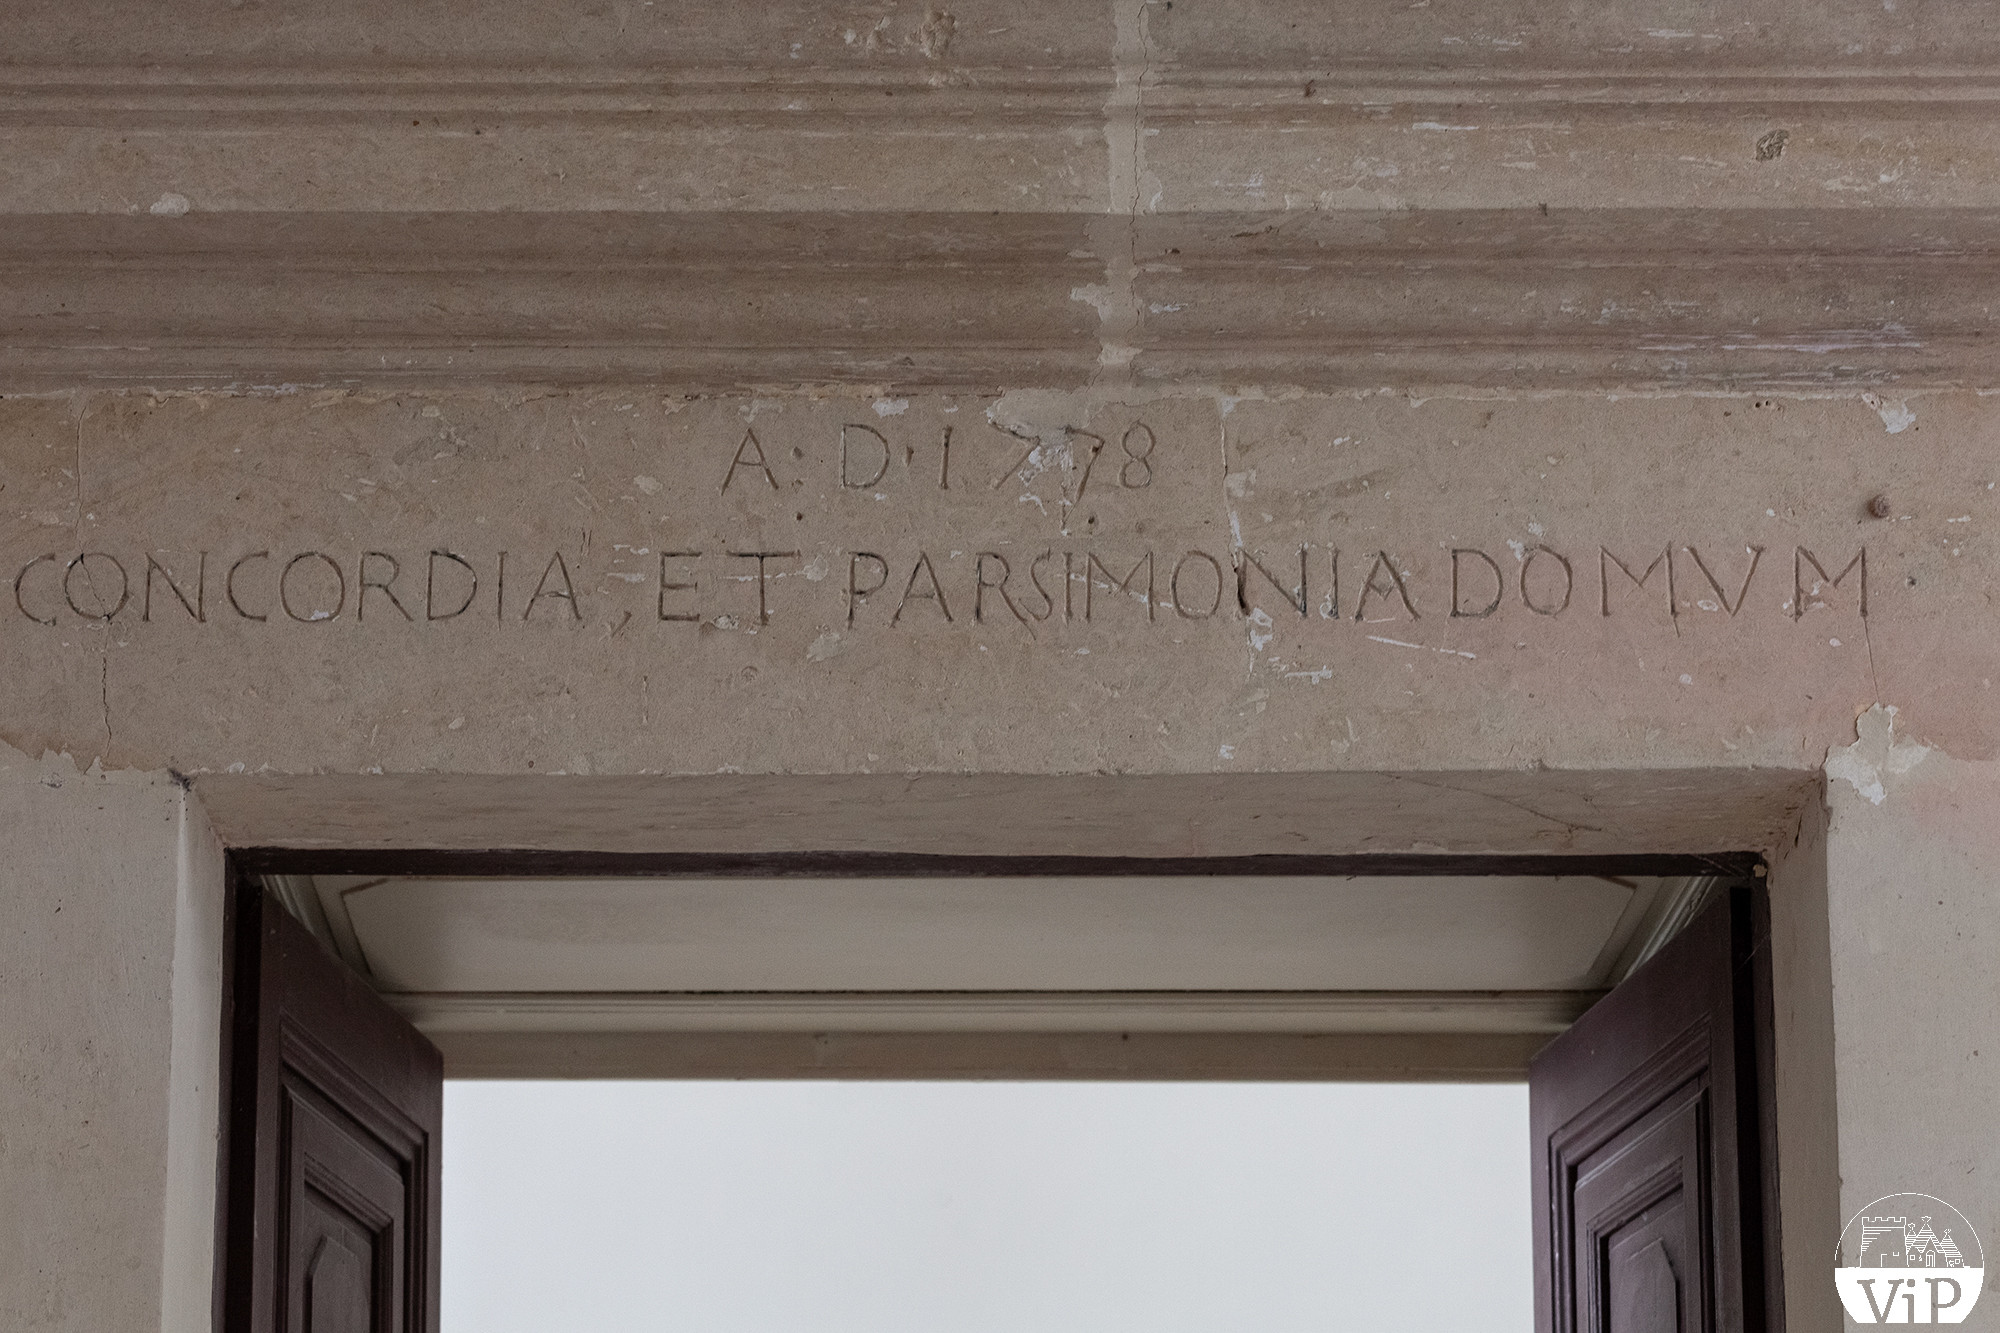 A: D· 1778
CONCORDIA, ET PARSIMONIA DOMVM
ViP